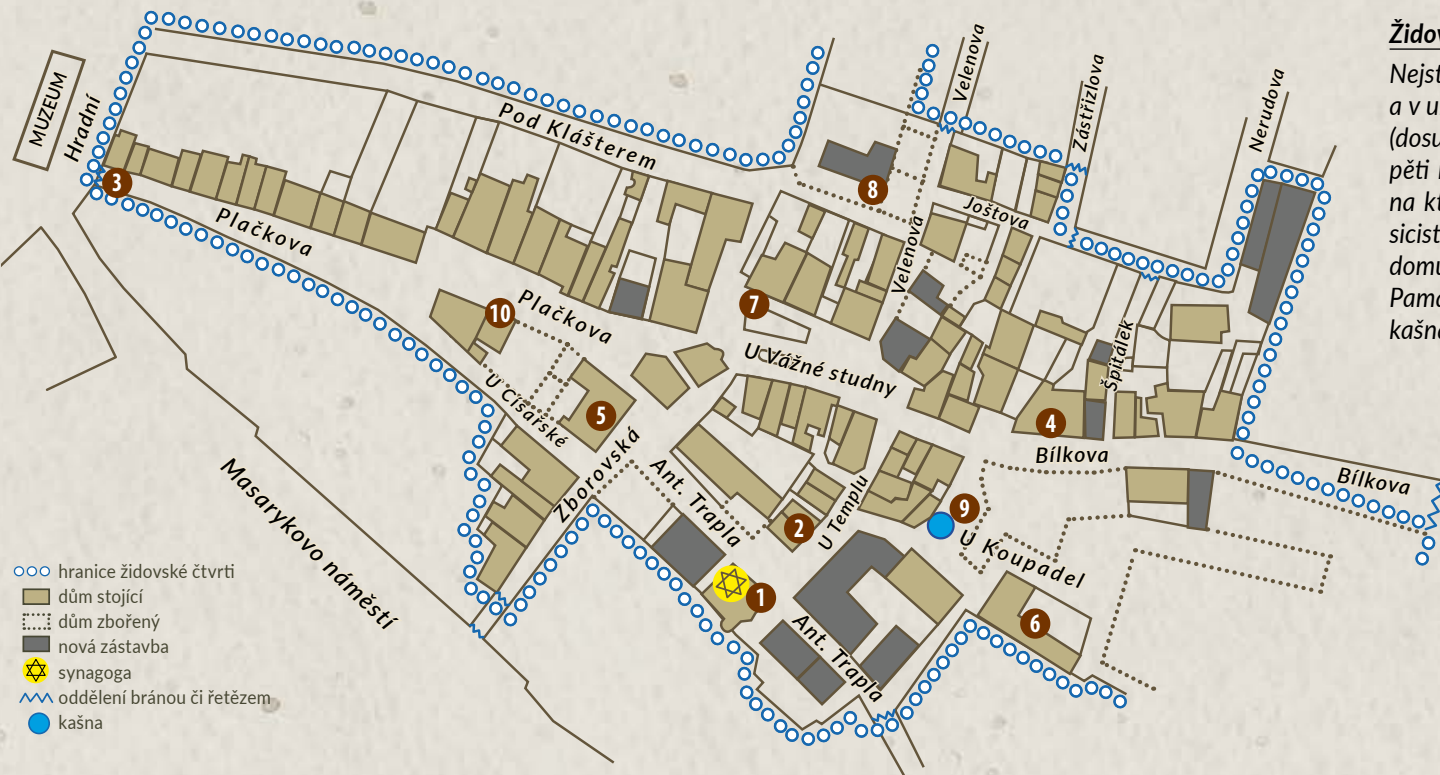 MUZEUM
Hradní
Pod Klášterem
Velenova
Zástřizlova
Nerudova
3
Plačkova
8
Joštova
Velenova
10
Plačkova
7
U Vážné studny
Špitálek
U Císařské
5
4
Bílkova
Bílkova
Zborovská
Ant. Trapla
2
U Templu
9
U Koupadel
Masarykovo náměstí
1
Ant. Trapla
6
hranice židovské čtvrti
dům stojící
dům zbořený
nová zástavba
synagoga
oddělení bránou či řetězem
kašna
Židov
Nejst
a v u
(dosu
pěti
na kt
sicist
domu
Pama
kašna